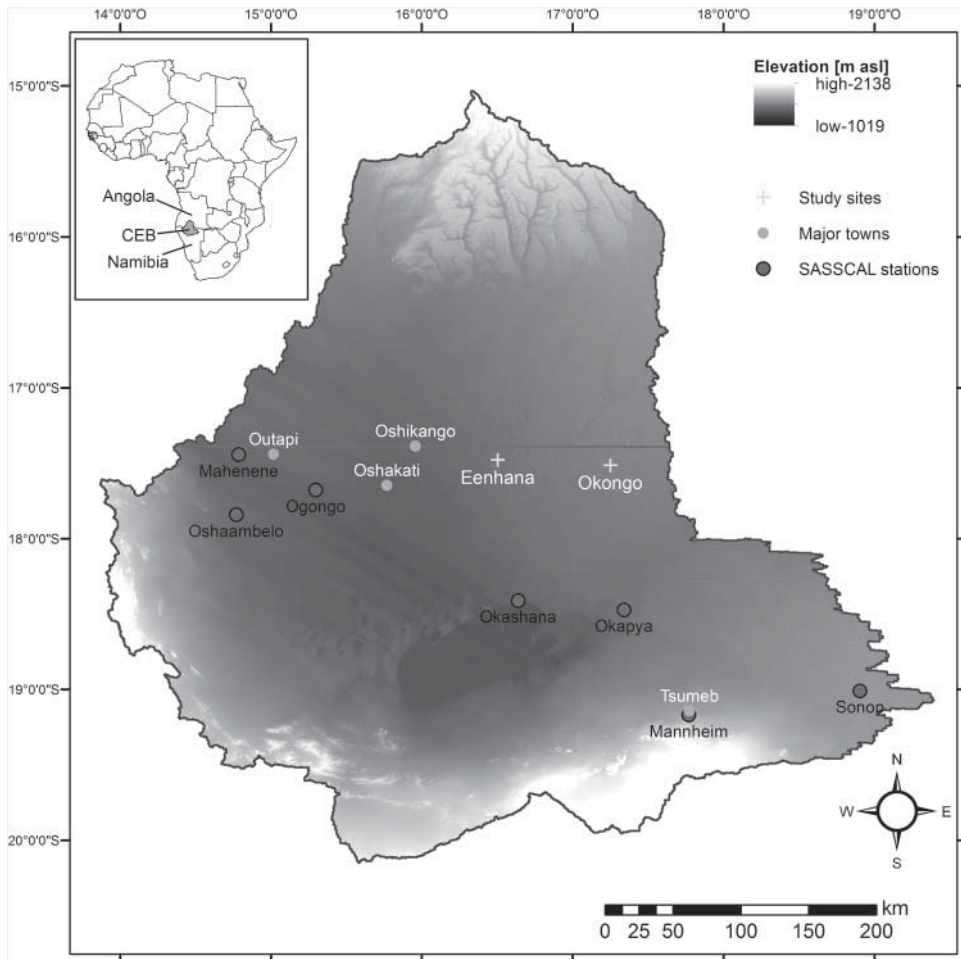 14°0'0"E 15°0'0"E 16°0'0"E 17°0'0"E 18°0'0"E 19°0'0"E
15°0'0"S
16°0'0"S
17°0'0"S
18°0'0"S
19°0'0"S
20°0'0"S
Angola
CEB
Namibia
Elevation [m asl]
high-2138
low-1019
Study sites
Major towns
SASSCAL stations
Oshikango
Outapi
Mahenene
Oshakati
Eenhana
Okongo
Ogongo
Oshaambelo
Okashana
Okapya
Tsumeb
Mannheim
Sonop
N
W E
S
km
0 25 50 100 150 200